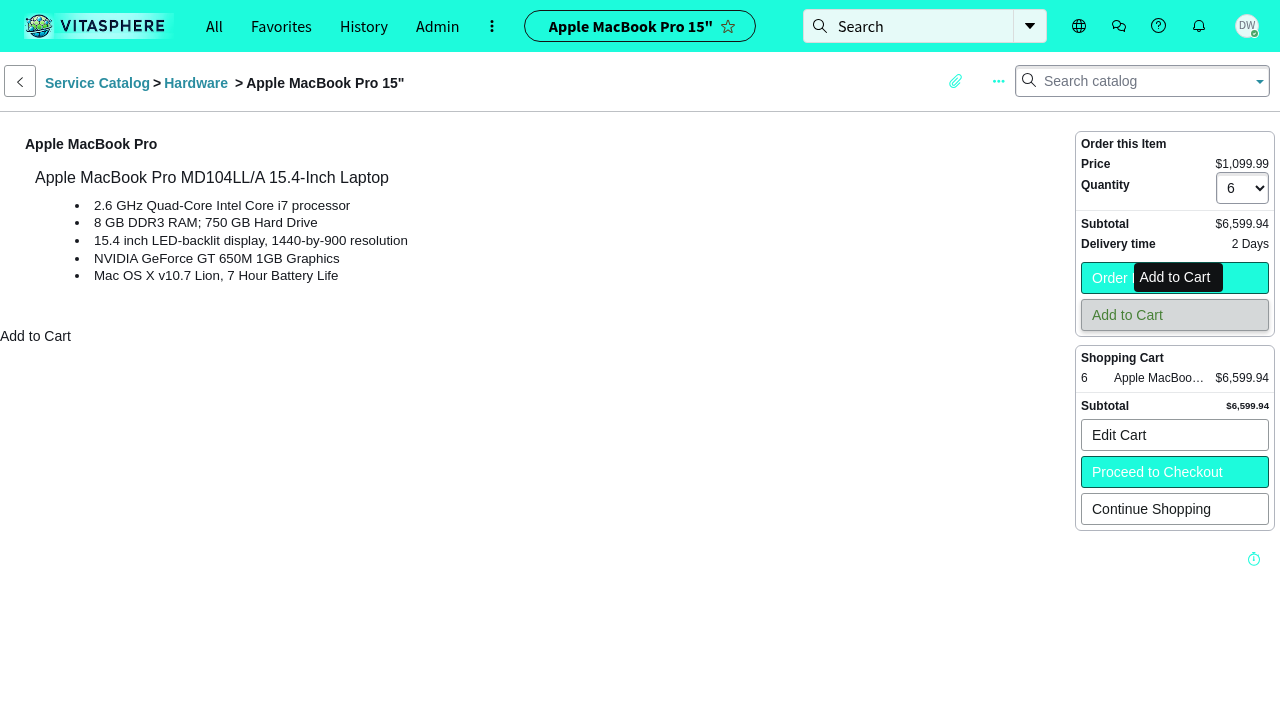 VITASPHERE
All
Favorites
History
Admin
Apple MacBook Pro 15"
Search
DW
Service Catalog > Hardware > Apple MacBook Pro 15"
Search catalog
Apple MacBook Pro
Apple MacBook Pro MD104LL/A 15.4-Inch Laptop
2.6 GHz Quad-Core Intel Core i7 processor
8 GB DDR3 RAM; 750 GB Hard Drive
15.4 inch LED-backlit display, 1440-by-900 resolution
NVIDIA GeForce GT 650M 1GB Graphics
Mac OS X v10.7 Lion, 7 Hour Battery Life
Add to Cart
Order this Item
Price $1,099.99
Quantity 6
Subtotal $6,599.94
Delivery time 2 Days
Order
Add to Cart
Add to Cart
Shopping Cart
6 Apple MacBoo... $6,599.94
Subtotal $6,599.94
Edit Cart
Proceed to Checkout
Continue Shopping